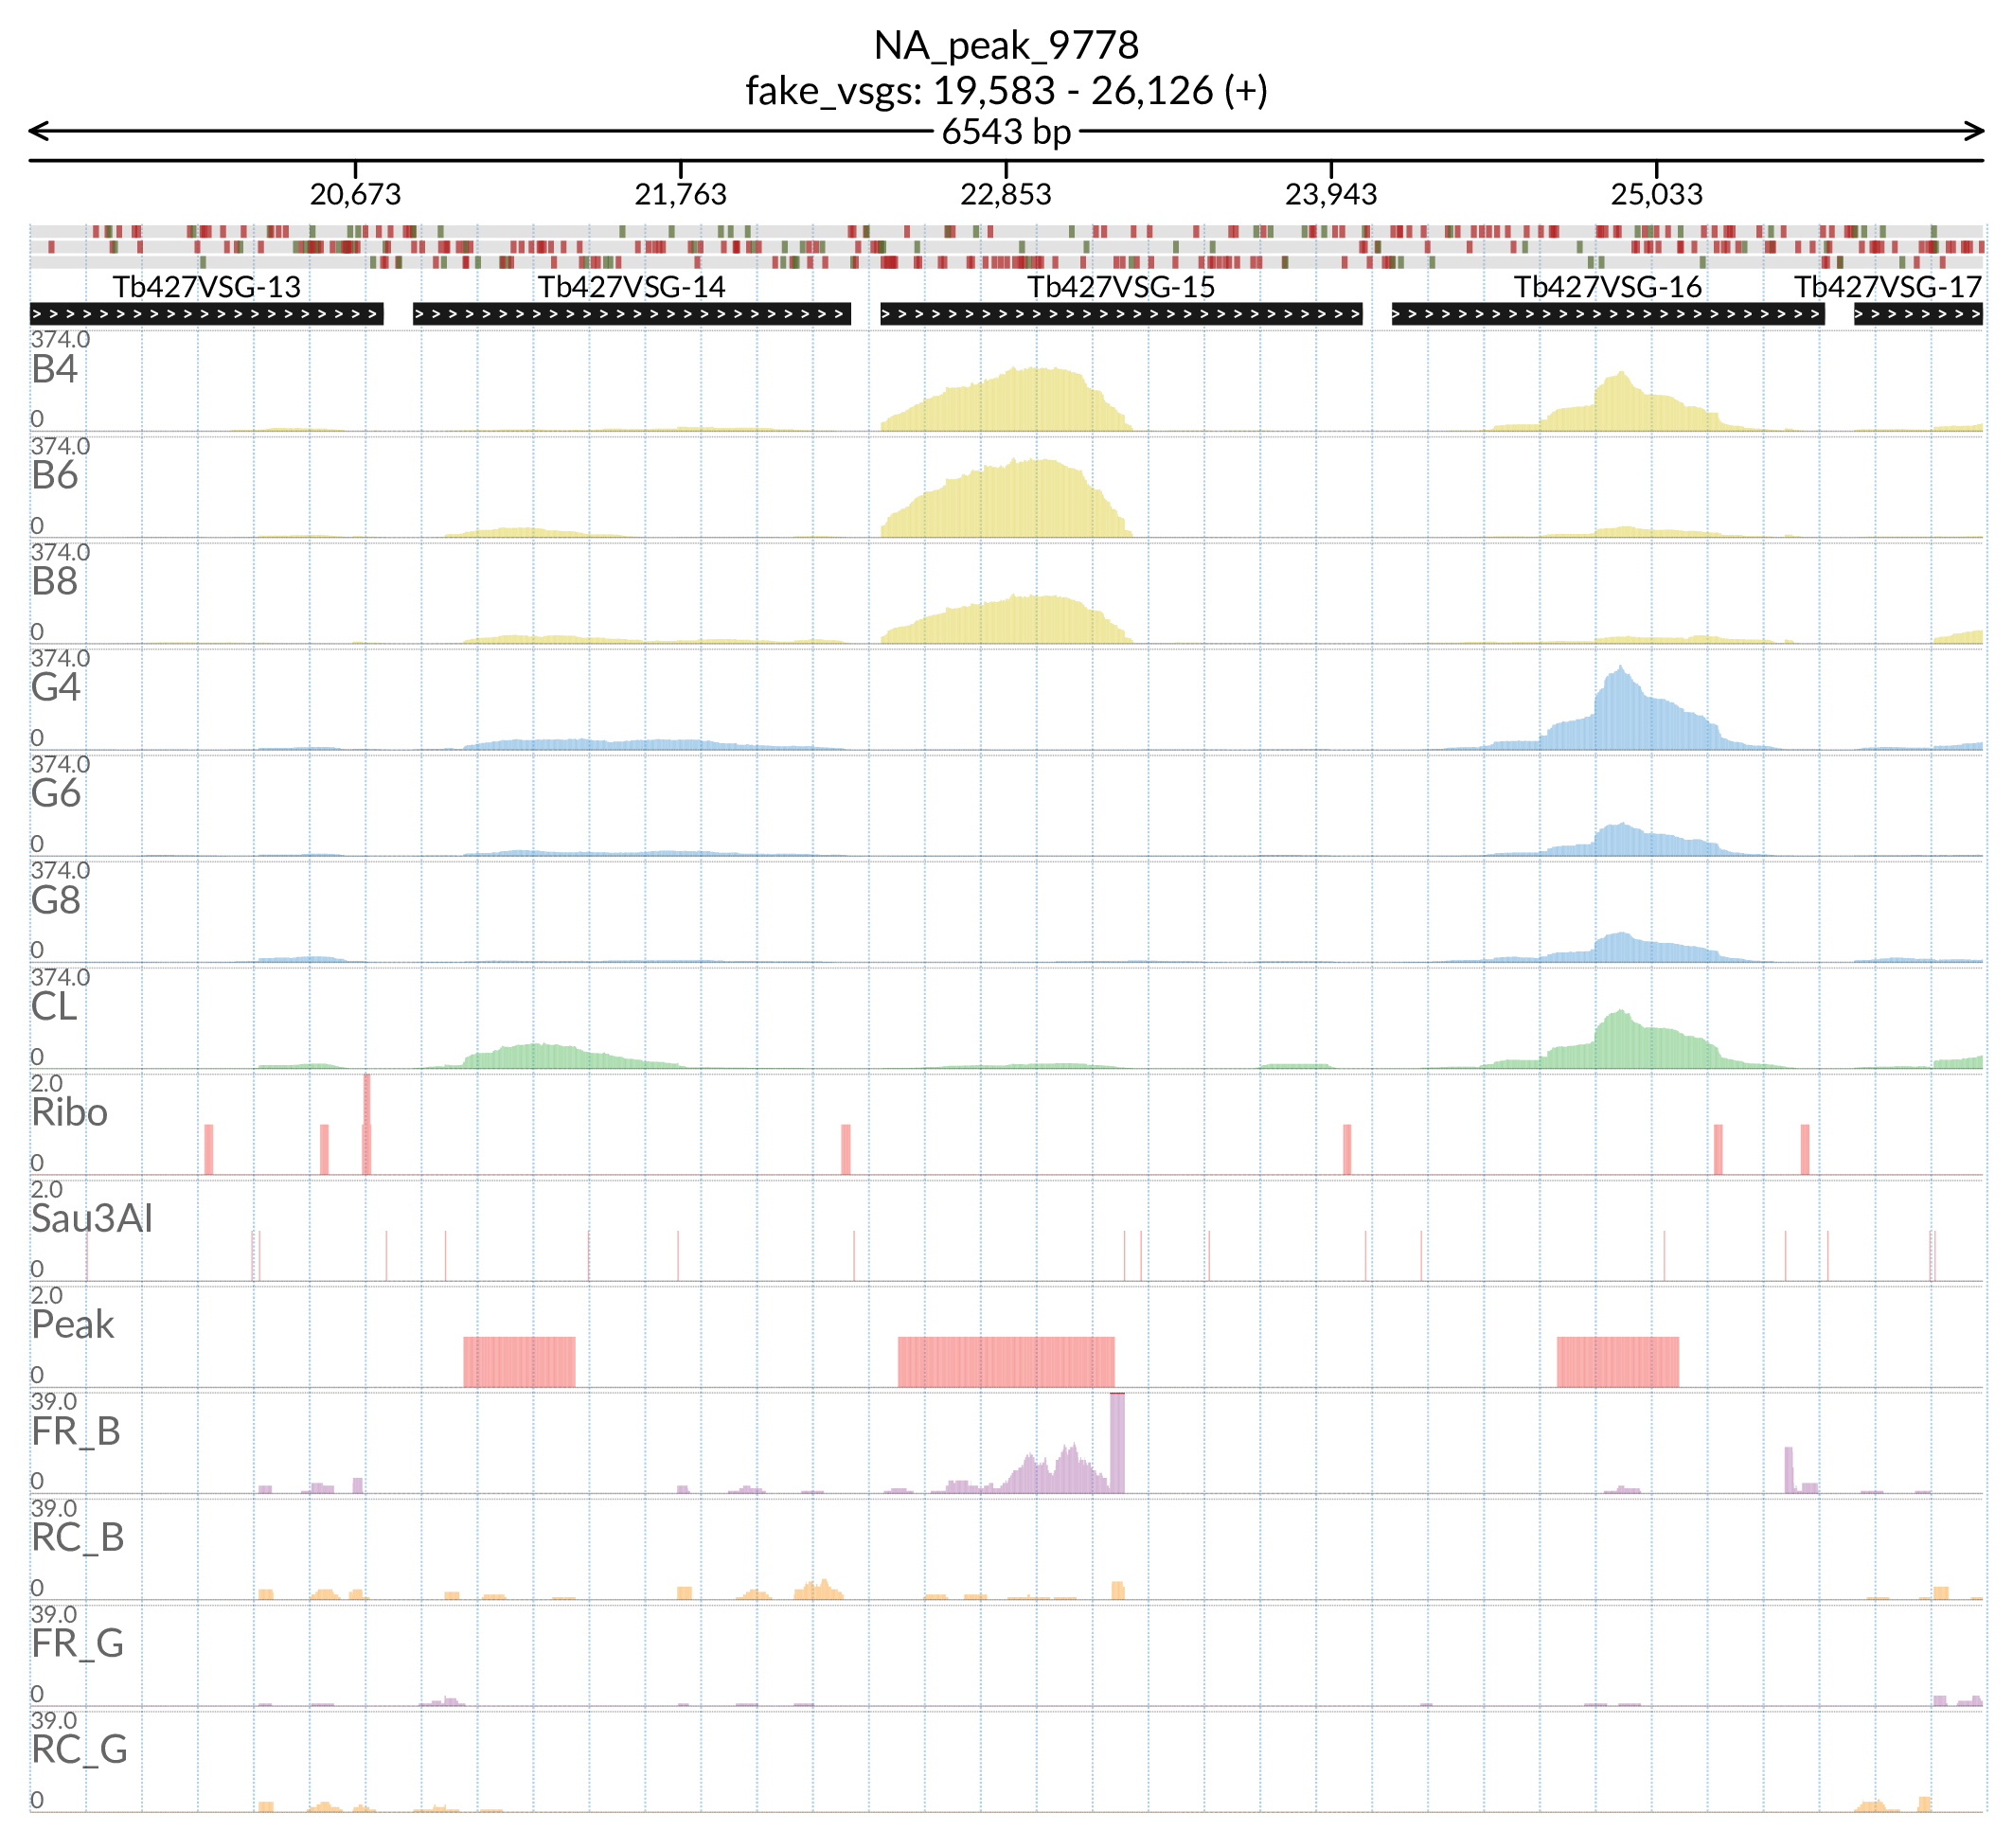 NA_peak_9778
fake_vsgs: 19,583 - 26,126 (+)
6543 bp
20,673 21,763 22,853 23,943 25,033
Tb427VSG-13 Tb427VSG-14 Tb427VSG-15 Tb427VSG-16 Tb427VSG-17
374.0
B4
0
374.0
B6
0
374.0
B8
0
374.0
G4
0
374.0
G6
0
374.0
G8
0
374.0
CL
0
2.0
Ribo
0
2.0
Sau3AI
0
2.0
Peak
0
39.0
FR_B
0
39.0
RC_B
0
39.0
FR_G
0
39.0
RC_G
0